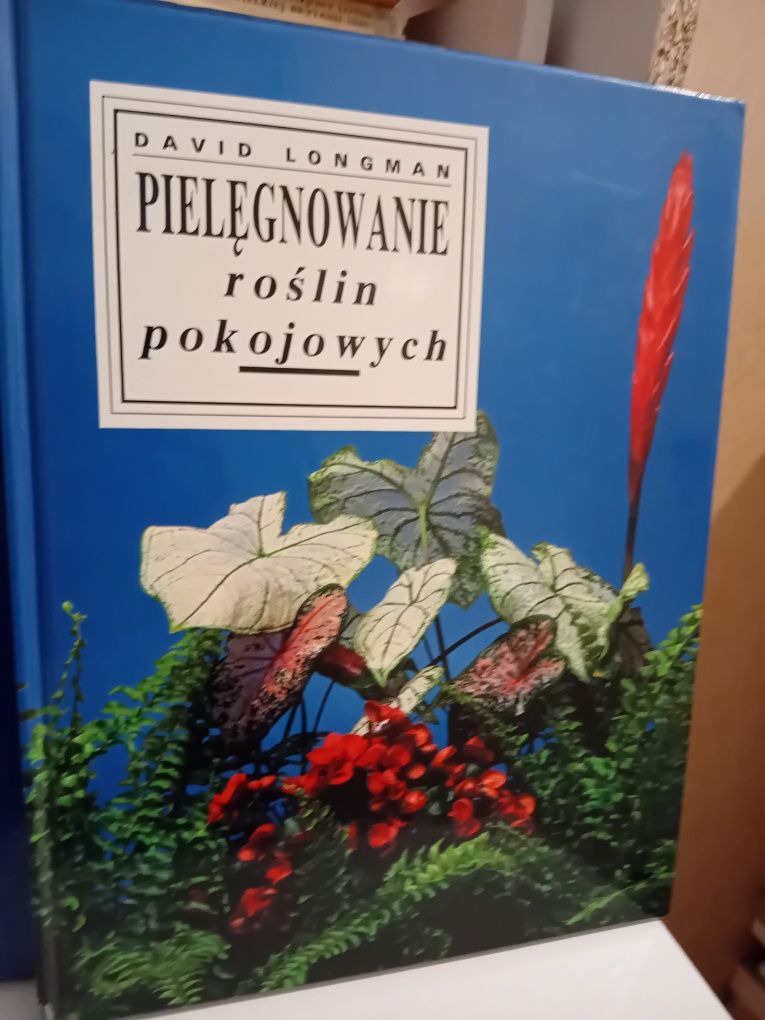 DAVID LONGMAN
PIELĘGNOWANIE
roślin
pokojowych